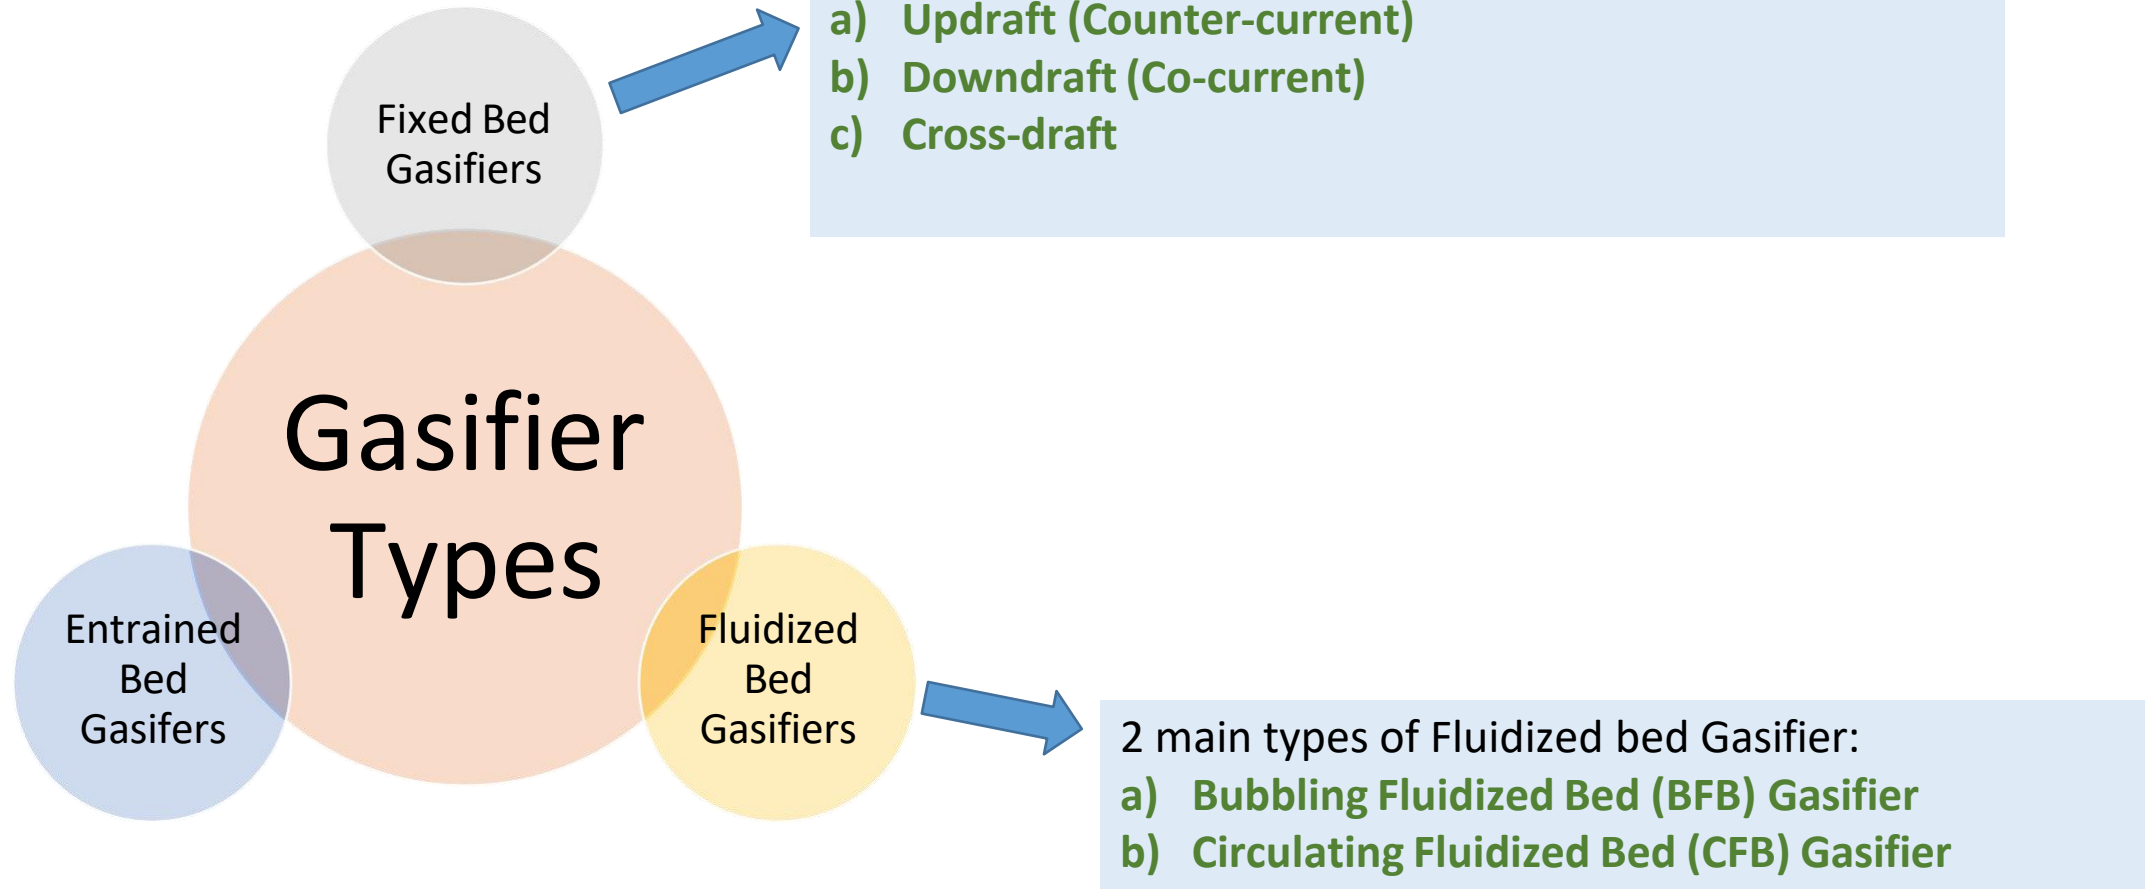 a) Updraft (Counter-current)
b) Downdraft (Co-current)
c) Cross-draft
Fixed Bed
Gasifiers
Gasifier
Types
Entrained
Bed
Gasifers
Fluidized
Bed
Gasifiers
2 main types of Fluidized bed Gasifier:
a) Bubbling Fluidized Bed (BFB) Gasifier
b) Circulating Fluidized Bed (CFB) Gasifier